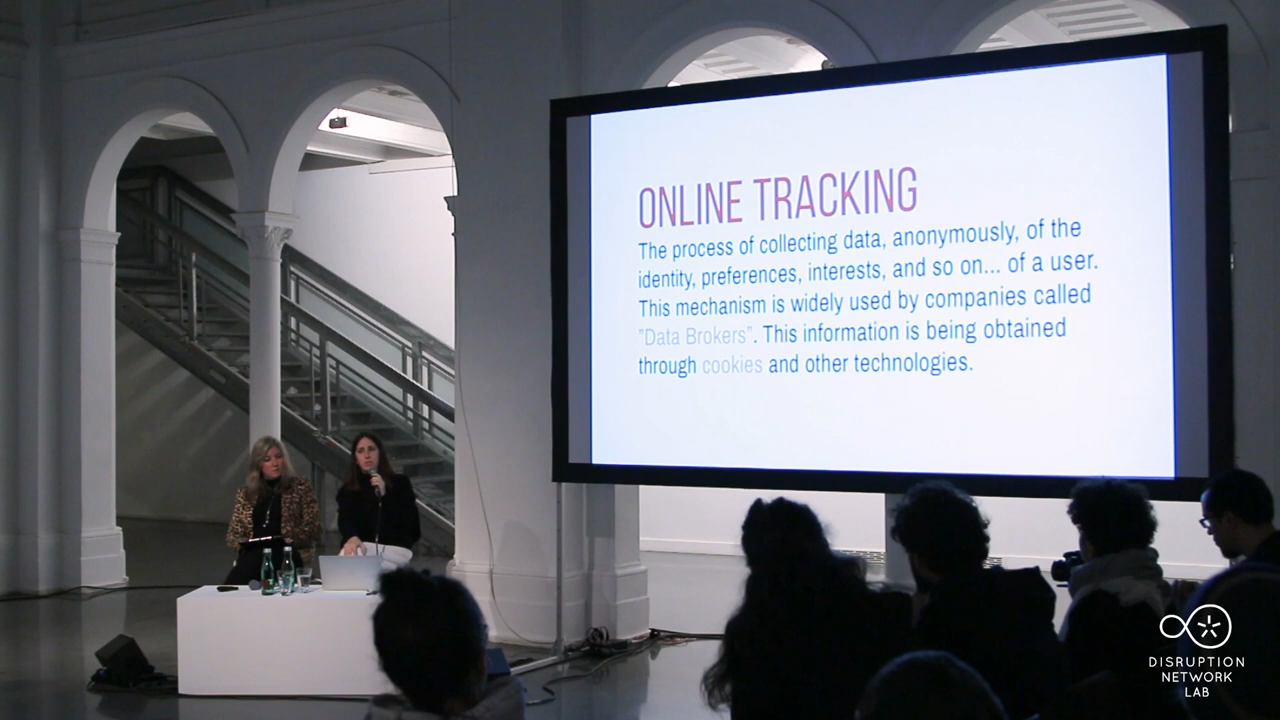 ONLINE TRACKING
The process of collecting data, anonymously, of the
identity, preferences, interests, and so on... of a user.
This mechanism is widely used by companies called
"Data Brokers". This information is being obtained
through cookies and other technologies.
DISRUPTION
NETWORK
LAB